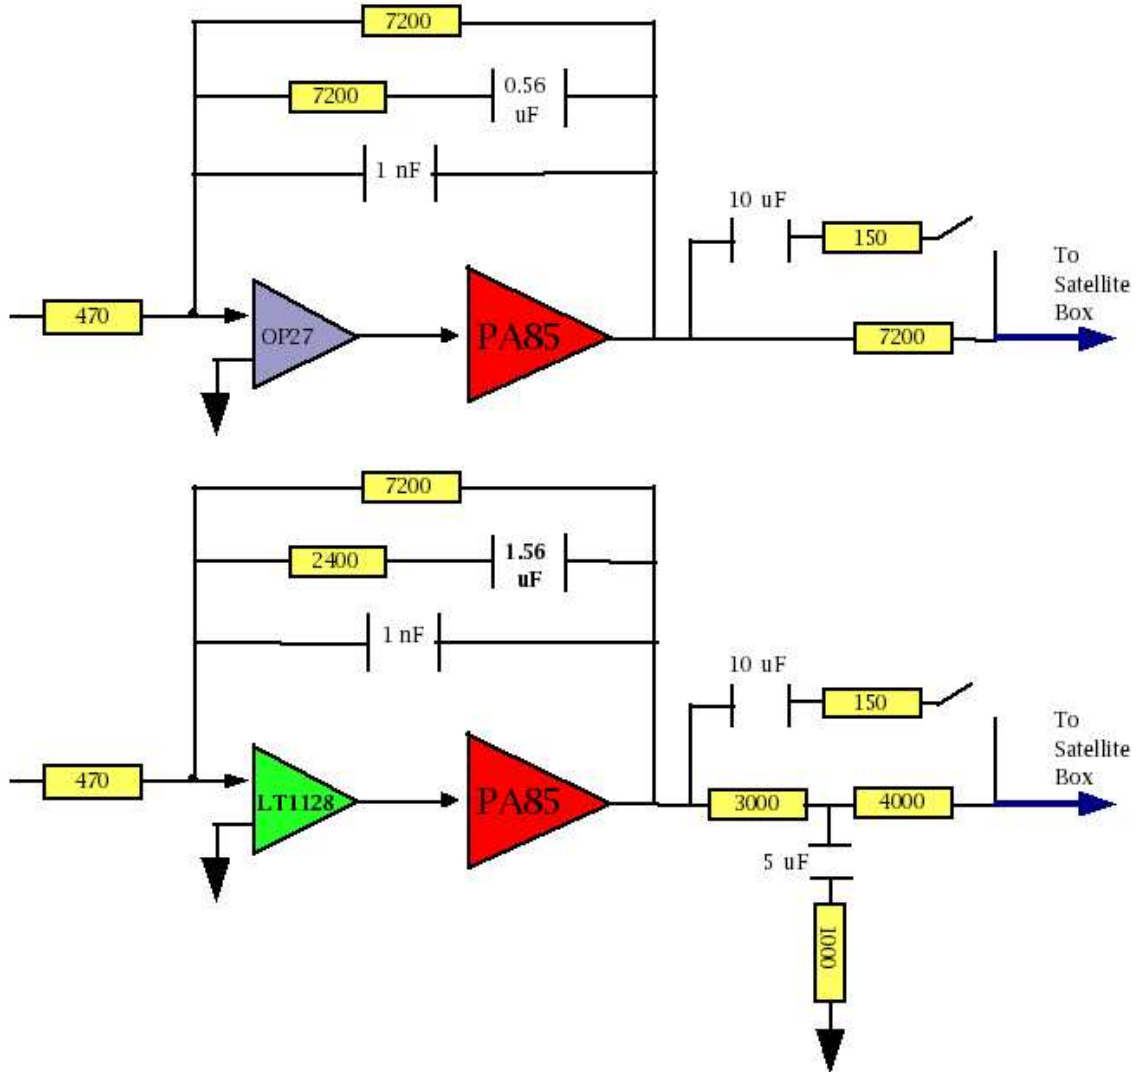 7200
7200
0.56
uF
1 nF
10 uF
150
To
Satellite
Box
470
OP27
PA85
7200
7200
2400
1.56
uF
1 nF
10 uF
150
To
Satellite
Box
470
LT1128
PA85
3000
4000
5 uF
1000